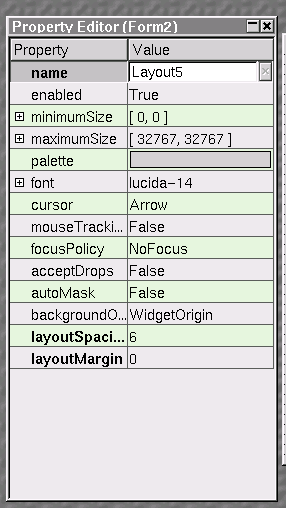 Property Editor (Form2)
Property Value
name Layout5
enabled True
minimumSize [ 0, 0 ]
maximumSize [ 32767, 32767 ]
palette
font lucida-14
cursor Arrow
mouseTracki... False
focusPolicy NoFocus
acceptDrops False
autoMask False
backgroundO... WidgetOrigin
layoutSpaci... 6
layoutMargin 0